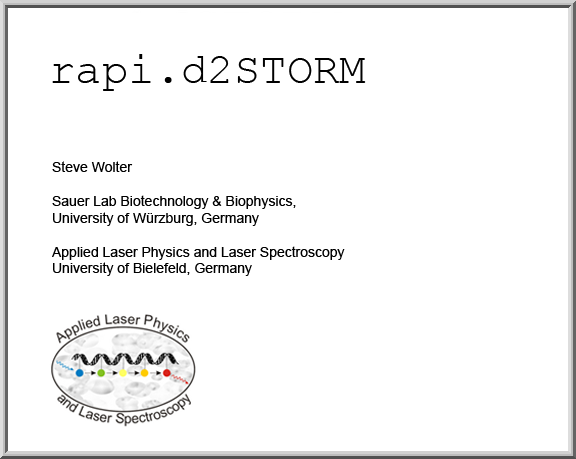 rapi.d2STORM
Steve Wolter
Sauer Lab Biotechnology & Biophysics,
University of Würzburg, Germany
Applied Laser Physics and Laser Spectroscopy
University of Bielefeld, Germany
Applied Laser Physics
and Laser Spectroscopy